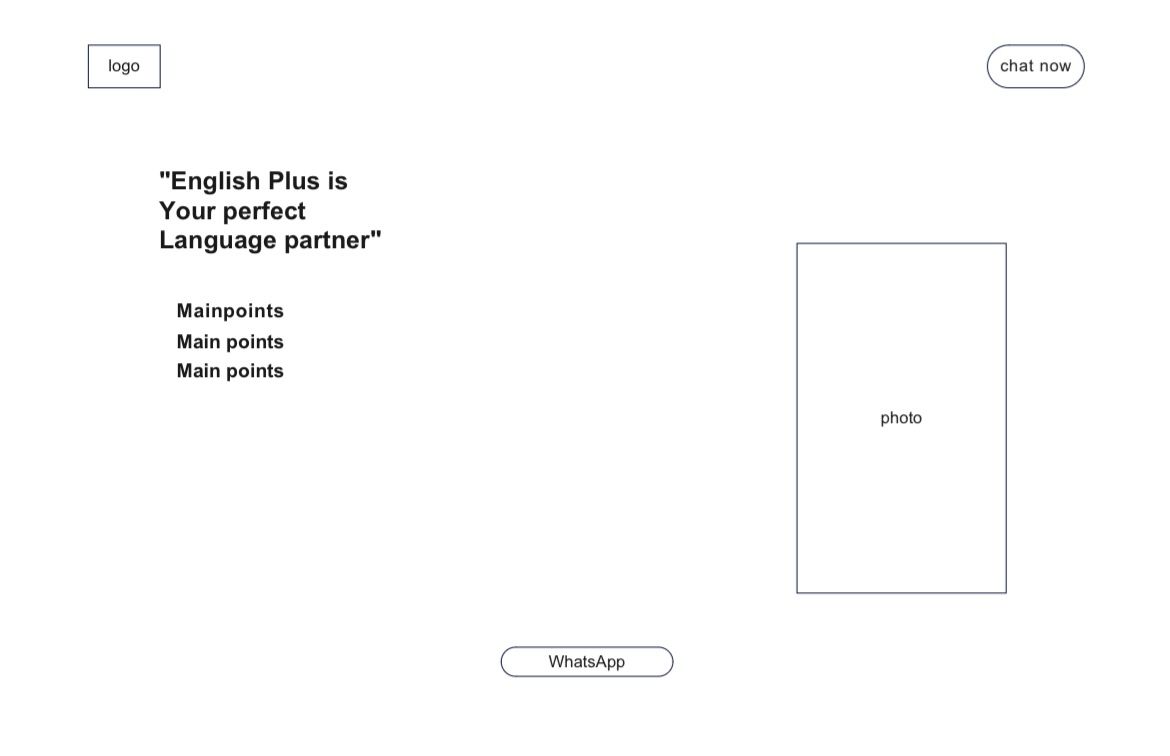 logo
chat now
"English Plus is
Your perfect
Language partner"
Mainpoints
Main points
Main points
photo
WhatsApp